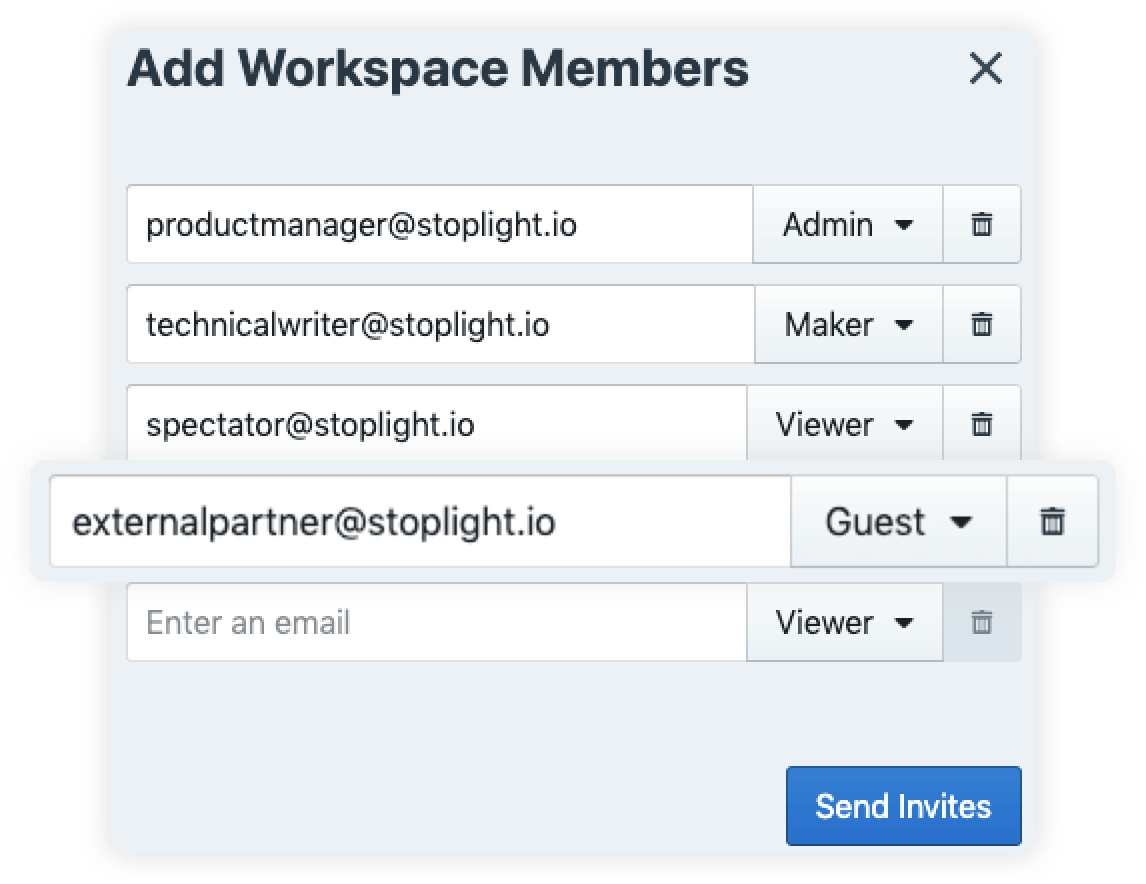 Add Workspace Members
productmanager@stoplight.io Admin
technicalwriter@stoplight.io Maker
spectator@stoplight.io Viewer
externalpartner@stoplight.io Guest
Enter an email Viewer
Send Invites